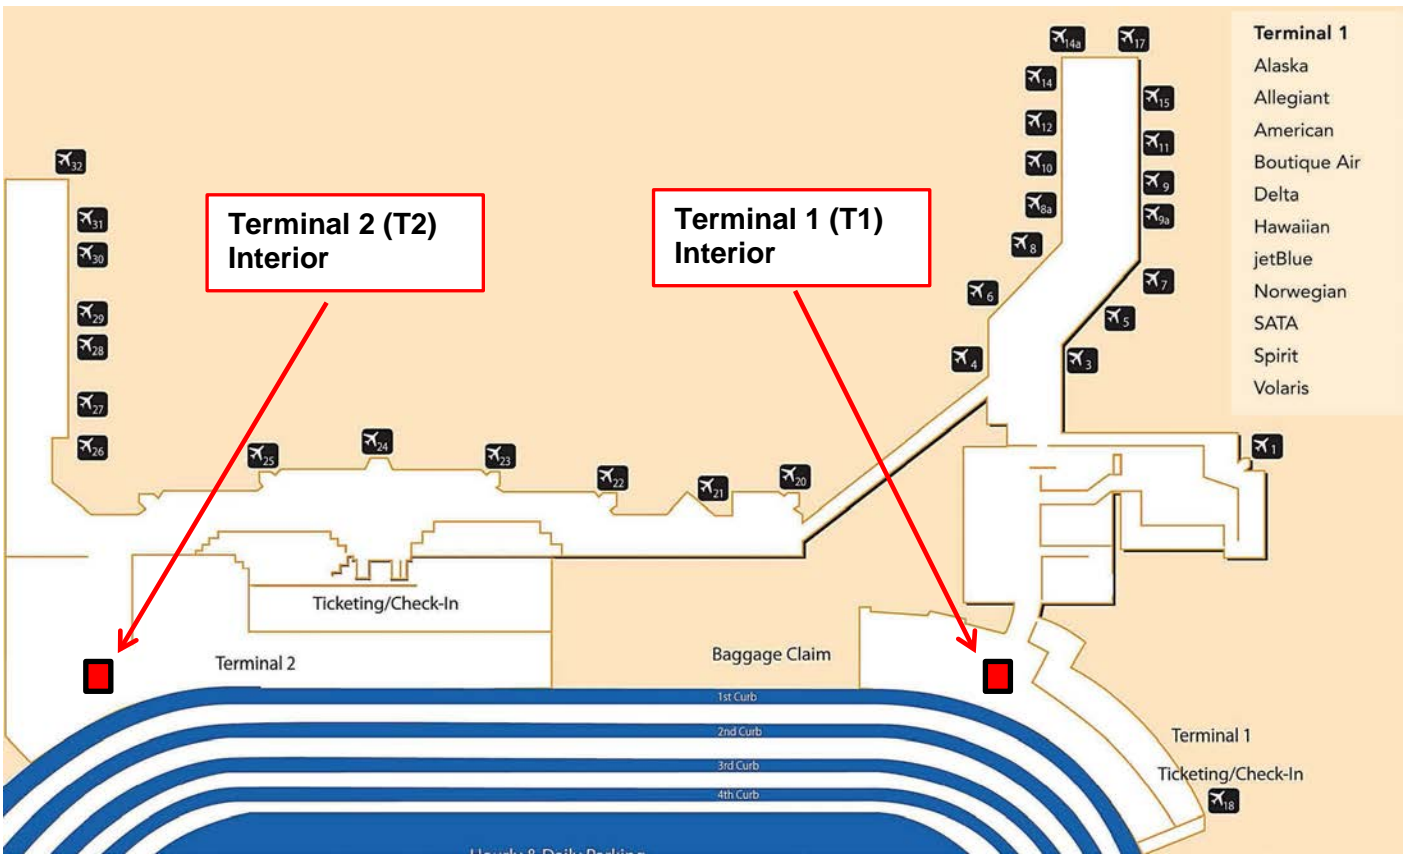 14a
17
Terminal 1
Alaska
Allegiant
American
Boutique Air
Delta
Hawaiian
jetBlue
Norwegian
SATA
Spirit
Volaris
14
15
12
11
10
9
8a
9a
8
7
6
5
4
3
1
32
31
30
29
28
27
26
Terminal 2 (T2)
Interior
Terminal 1 (T1)
Interior
25
24
23
22
21
20
Ticketing/Check-In
Terminal 2
Baggage Claim
1st Curb
2nd Curb
3rd Curb
4th Curb
Terminal 1
Ticketing/Check-In
18
Hourly & Daily Parking